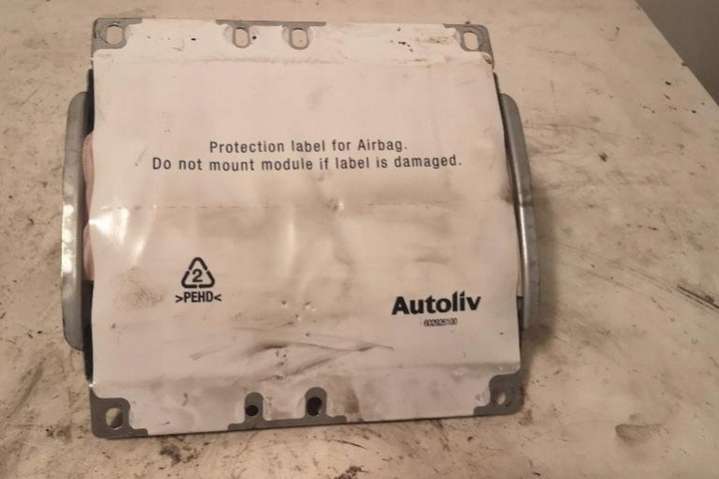 Protection label for Airbag.
Do not mount module if label is damaged.
2
>PEHD<
Autoliv